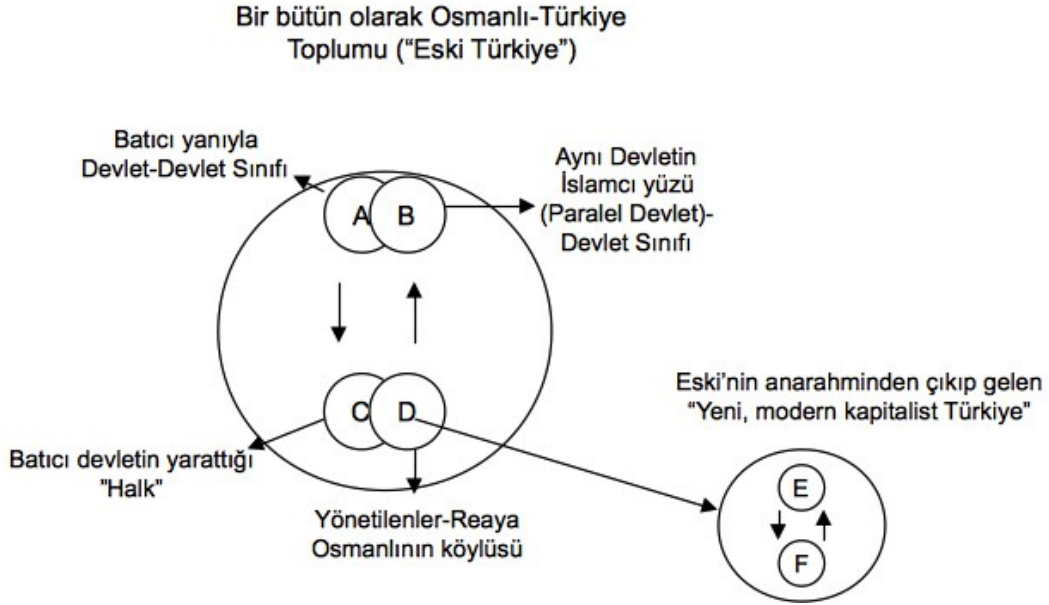 Bir bütün olarak Osmanlı-Türkiye
Toplumu (“Eski Türkiye”)
Batıcı yanıyla
Devlet-Devlet Sınıfı
Aynı Devletin
İslamcı yüzü
(Paralel Devlet)-
Devlet Sınıfı
A
B
C
D
Eski’nin anarahminden çıkıp gelen
“Yeni, modern kapitalist Türkiye”
Batıcı devletin yarattığı
"Halk"
Yönetilenler-Reaya
Osmanlının köylüsü
E
F